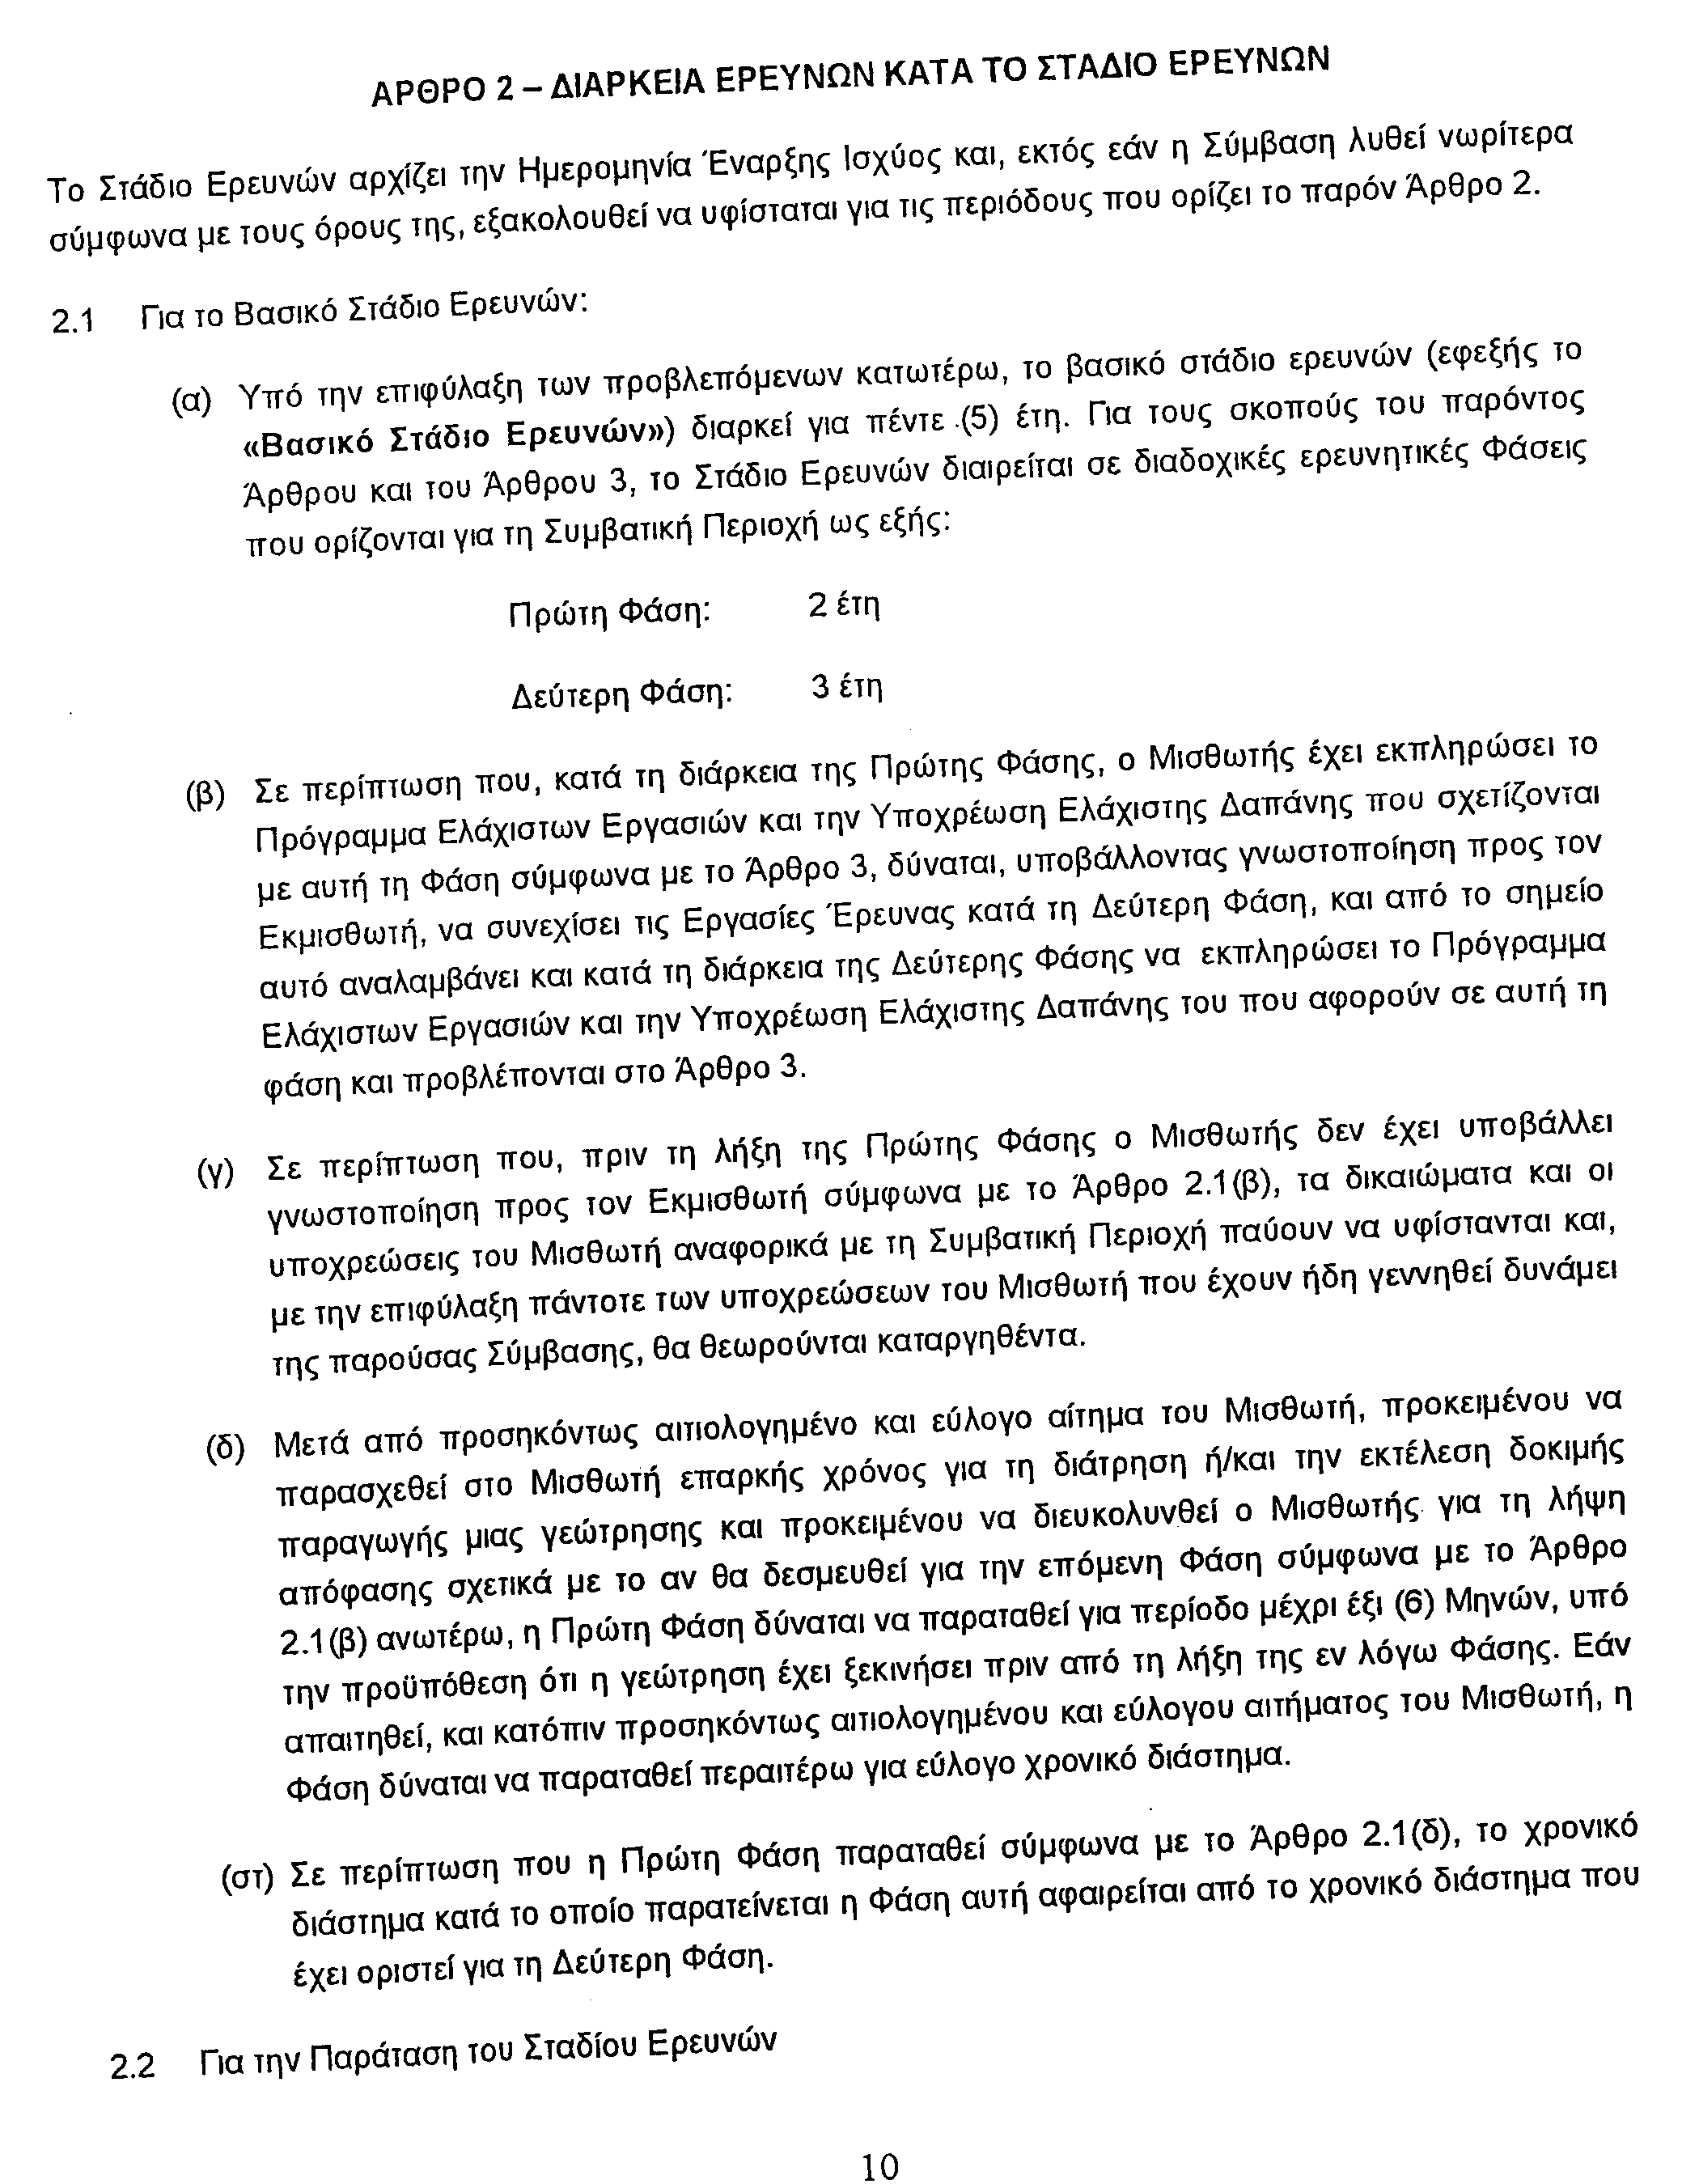 ΑΡΘΡΟ 2 – ΔΙΑΡΚΕΙΑ ΕΡΕΥΝΩΝ ΚΑΤΑ ΤΟ ΣΤΑΔΙΟ ΕΡΕΥΝΩΝ
Το Στάδιο Ερευνών αρχίζει την Ημερομηνία Έναρξης Ισχύος και, εκτός εάν η Σύμβαση λυθεί νωρίτερα
σύμφωνα με τους όρους της, εξακολουθεί να υφίσταται για τις περιόδους που ορίζει το παρόν Άρθρο 2.
2.1 Για το Βασικό Στάδιο Ερευνών:
(α) Υπό την επιφύλαξη των προβλεπόμενων κατωτέρω, το βασικό στάδιο ερευνών (εφεξής το
«Βασικό Στάδιο Ερευνών») διαρκεί για πέντε (5) έτη. Για τους σκοπούς του παρόντος
Άρθρου και του Άρθρου 3, το Στάδιο Ερευνών διαιρείται σε διαδοχικές ερευνητικές Φάσεις
που ορίζονται για τη Συμβατική Περιοχή ως εξής:
Πρώτη Φάση: 2 έτη
Δεύτερη Φάση: 3 έτη
(β) Σε περίπτωση που, κατά τη διάρκεια της Πρώτης Φάσης, ο Μισθωτής έχει εκπληρώσει το
Πρόγραμμα Ελάχιστων Εργασιών και την Υποχρέωση Ελάχιστης Δαπάνης που σχετίζονται
με αυτή τη Φάση σύμφωνα με το Άρθρο 3, δύναται, υποβάλλοντας γνωστοποίηση προς τον
Εκμισθωτή, να συνεχίσει τις Εργασίες Έρευνας κατά τη Δεύτερη Φάση, και από το σημείο
αυτό αναλαμβάνει και κατά τη διάρκεια της Δεύτερης Φάσης να εκπληρώσει το Πρόγραμμα
Ελάχιστων Εργασιών και την Υποχρέωση Ελάχιστης Δαπάνης του που αφορούν σε αυτή τη
φάση και προβλέπονται στο Άρθρο 3.
(γ) Σε περίπτωση που, πριν τη λήξη της Πρώτης Φάσης ο Μισθωτής δεν έχει υποβάλλει
γνωστοποίηση προς τον Εκμισθωτή σύμφωνα με το Άρθρο 2.1(β), τα δικαιώματα και οι
υποχρεώσεις του Μισθωτή αναφορικά με τη Συμβατική Περιοχή παύουν να υφίστανται και,
με την επιφύλαξη πάντοτε των υποχρεώσεων του Μισθωτή που έχουν ήδη γεννηθεί δυνάμει
της παρούσας Σύμβασης, θα θεωρούνται καταργηθέντα.
(δ) Μετά από προσηκόντως αιτιολογημένο και εύλογο αίτημα του Μισθωτή, προκειμένου να
παρασχεθεί στο Μισθωτή επαρκής χρόνος για τη διάτρηση ή/και την εκτέλεση δοκιμής
παραγωγής μιας γεώτρησης και προκειμένου να διευκολυνθεί ο Μισθωτής για τη λήψη
απόφασης σχετικά με το αν θα δεσμευθεί για την επόμενη Φάση σύμφωνα με το Άρθρο
2.1(β) ανωτέρω, η Πρώτη Φάση δύναται να παραταθεί για περίοδο μέχρι έξι (6) Μηνών, υπό
την προϋπόθεση ότι η γεώτρηση έχει ξεκινήσει πριν από τη λήξη της εν λόγω Φάσης. Εάν
απαιτηθεί, και κατόπιν προσηκόντως αιτιολογημένου και εύλογου αιτήματος του Μισθωτή, η
Φάση δύναται να παραταθεί περαιτέρω για εύλογο χρονικό διάστημα.
(στ) Σε περίπτωση που η Πρώτη Φάση παραταθεί σύμφωνα με το Άρθρο 2.1(δ), το χρονικό
διάστημα κατά το οποίο παρατείνεται η Φάση αυτή αφαιρείται από το χρονικό διάστημα που
έχει οριστεί για τη Δεύτερη Φάση.
2.2 Για την Παράταση του Σταδίου Ερευνών
10